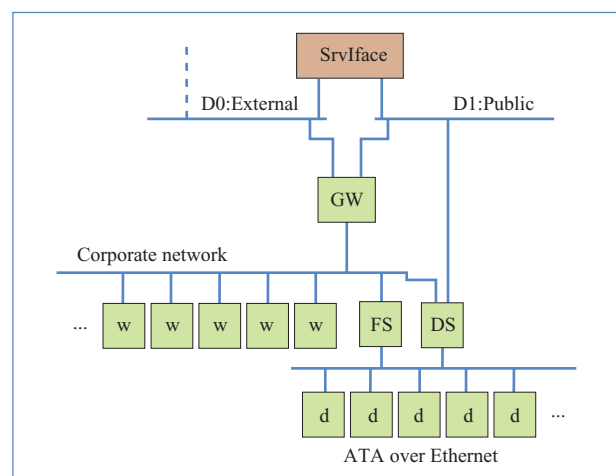 SrvIface
D0:External
D1:Public
GW
Corporate network
... w w w w w FS DS
d d d d d ...
ATA over Ethernet